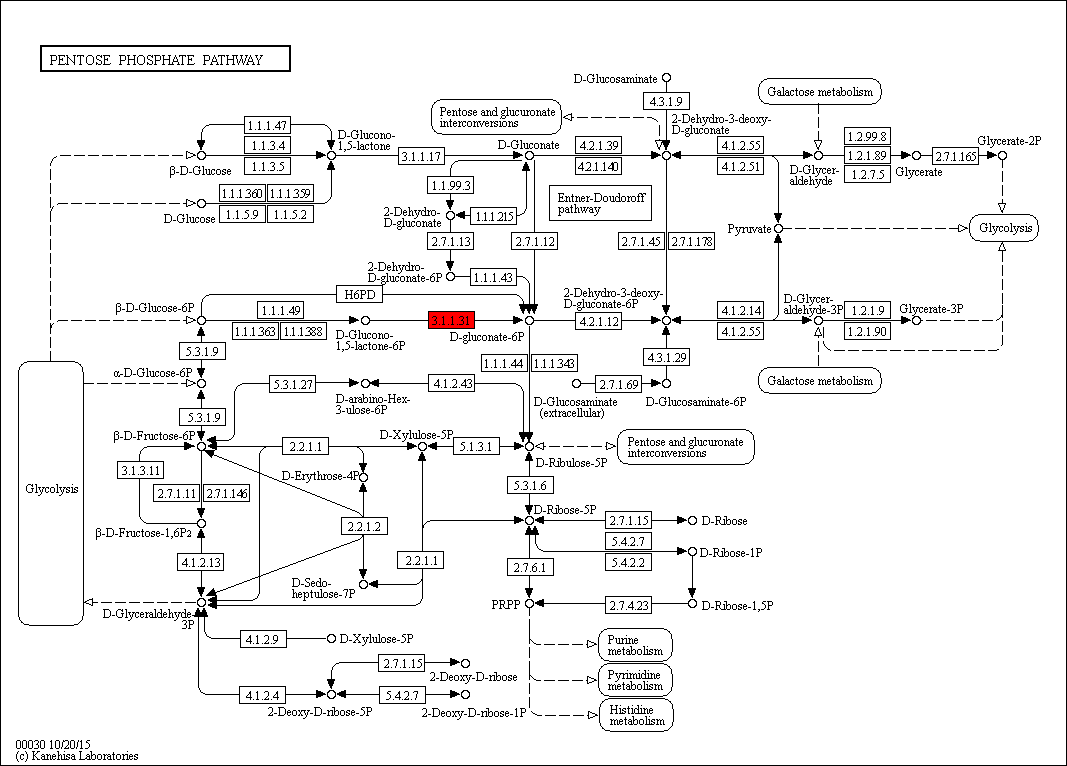 PENTOSE PHOSPHATE PATHWAY
D-Glucosaminate
4.3.1.9
Galactose metabolism
Pentose and glucuronate
interconversions
2-Dehydro-3-deoxy-
D-gluconate
1.1.1.47
1.1.3.4
1.1.3.5
D-Glucono-
1,5-lactone
β-D-Glucose
3.1.1.17
D-Gluconate
4.2.1.39
4.2.1.140
4.2.1.55
4.2.1.51
D-Glycer-
aldehyde
1.2.99.8
1.2.1.89
1.2.7.5
Glycerate
2.7.1.165
Glycerate-2P
1.1.1.360
1.1.1.359
1.1.5.9
1.1.5.2
D-Glucose
1.1.99.3
2-Dehydro-
D-gluconate
1.1.1.215
Entner-Doudoroff
pathway
2.7.1.13
2.7.1.12
2.7.1.45
2.7.1.178
Pyruvate
Glycolysis
2-Dehydro-
D-gluconate-6P
1.1.1.43
H6PD
β-D-Glucose-6P
1.1.1.49
1.1.1.363
1.1.1.388
D-Glucono-
1,5-lactone-6P
3.1.1.31
D-gluconate-6P
2-Dehydro-3-deoxy-
D-gluconate-6P
4.2.1.12
4.1.2.14
4.1.2.55
D-Glycer-
aldehyde-3P
1.2.1.9
1.2.1.90
Glycerate-3P
5.3.1.9
1.1.1.44
1.1.1.343
4.3.1.29
α-D-Glucose-6P
5.3.1.27
D-arabino-Hex-
3-ulose-6P
4.1.2.43
2.7.1.69
D-Glucosaminate
(extracellular)
D-Glucosaminate-6P
Galactose metabolism
5.3.1.9
β-D-Fructose-6P
2.2.1.1
D-Xylulose-5P
5.1.3.1
D-Ribulose-5P
Pentose and glucuronate
interconversions
3.1.3.11
2.7.1.11
2.7.1.146
D-Erythrose-4P
5.3.1.6
Glycolysis
β-D-Fructose-1,6P2
2.2.1.2
D-Ribose-5P
2.7.1.15
D-Ribose
5.4.2.7
5.4.2.2
D-Ribose-1P
4.1.2.13
2.2.1.1
2.7.6.1
D-Sedo-
heptulose-7P
D-Glyceraldehyde-
3P
PRPP
2.7.4.23
D-Ribose-1,5P
4.1.2.9
D-Xylulose-5P
Purine
metabolism
2.7.1.15
2-Deoxy-D-ribose
Pyrimidine
metabolism
4.1.2.4
2-Deoxy-D-ribose-5P
5.4.2.7
2-Deoxy-D-ribose-1P
Histidine
metabolism
00030 10/20/15
(c) Kanehisa Laboratories